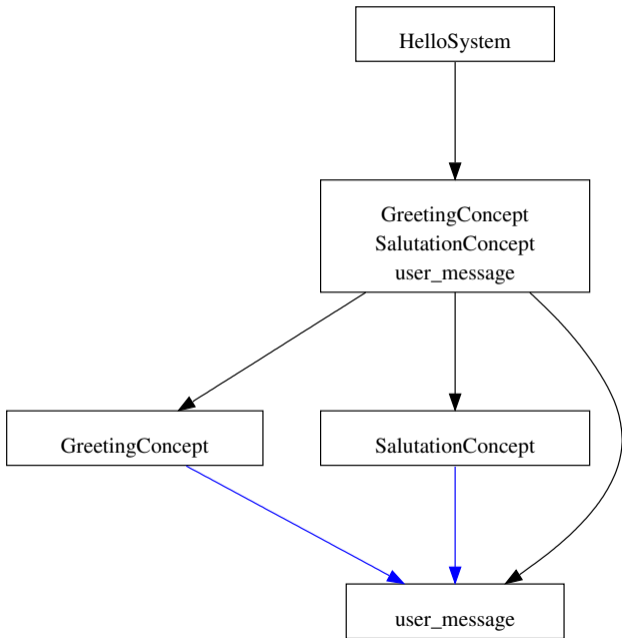 HelloSystem
GreetingConcept
SalutationConcept
user_message
GreetingConcept
SalutationConcept
user_message